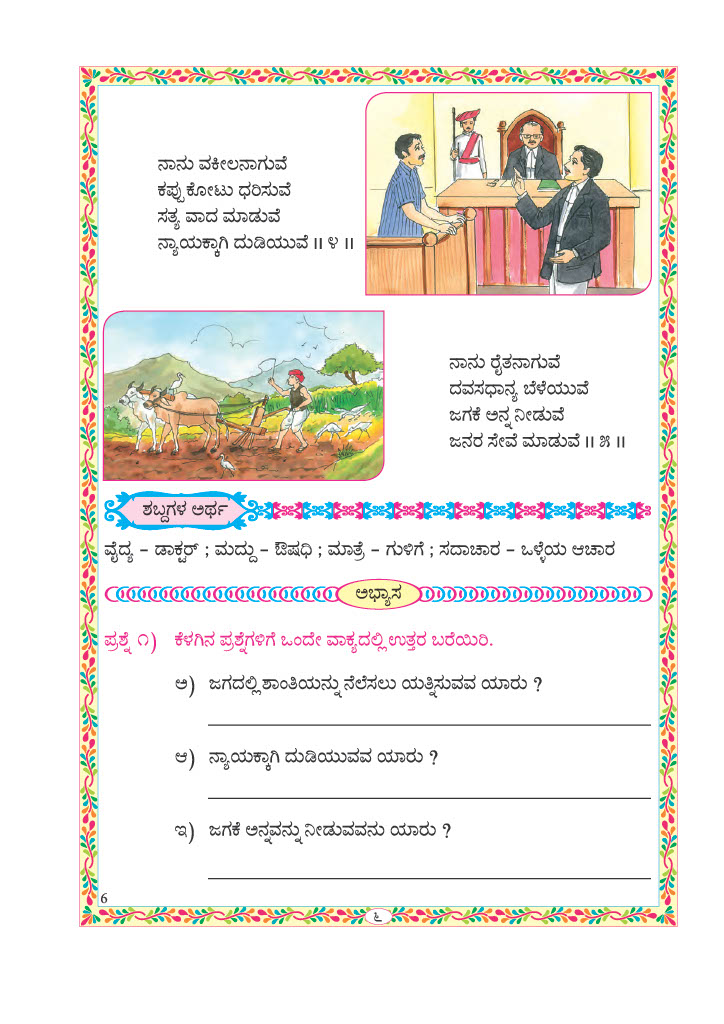 ನಾನು ವಕೀಲನಾಗುವೆ
ಕಪ್ಪು ಕೋಟು ಧರಿಸುವೆ
ಸತ್ಯ ವಾದ ಮಾಡುವೆ
ನ್ಯಾಯಕ್ಕಾಗಿ ದುಡಿಯುವೆ ॥ ೪ ॥
ನಾನು ರೈತನಾಗುವೆ
ದವಸಧಾನ್ಯ ಬೆಳೆಯುವೆ
ಜಗಕೆ ಅನ್ನ ನೀಡುವೆ
ಜನರ ಸೇವೆ ಮಾಡುವೆ ॥ ೫ ॥
ಶಬ್ದಗಳ ಅರ್ಥ
ವೈದ್ಯ – ಡಾಕ್ಟರ್ ; ಮದ್ದು – ಔಷಧಿ ; ಮಾತ್ರೆ – ಗುಳಿಗೆ ; ಸದಾಚಾರ – ಒಳ್ಳೆಯ ಆಚಾರ
ಅಭ್ಯಾಸ
ಪ್ರಶ್ನೆ ೧) ಕೆಳಗಿನ ಪ್ರಶ್ನೆಗಳಿಗೆ ಒಂದೇ ವಾಕ್ಯದಲ್ಲಿ ಉತ್ತರ ಬರೆಯಿರಿ.
ಅ) ಜಗದಲ್ಲಿ ಶಾಂತಿಯನ್ನು ನೆಲೆಸಲು ಯತ್ನಿಸುವವ ಯಾರು ?
ಆ) ನ್ಯಾಯಕ್ಕಾಗಿ ದುಡಿಯುವವ ಯಾರು ?
ಇ) ಜಗಕೆ ಅನ್ನವನ್ನು ನೀಡುವವನು ಯಾರು ?
6
೬